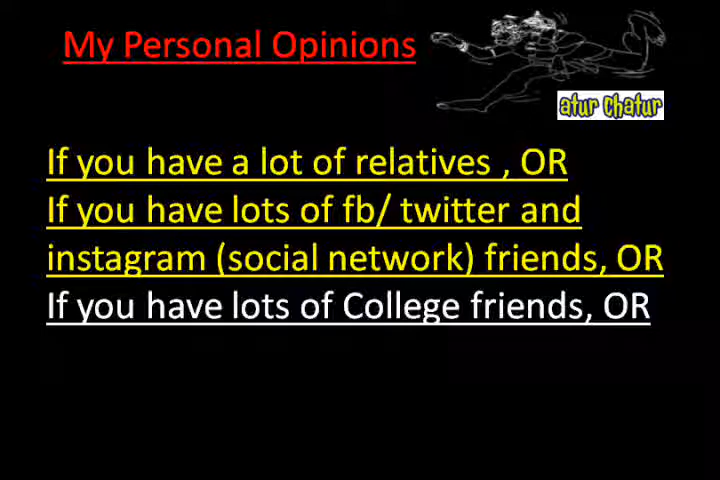 My Personal Opinions
atur chatur
If you have a lot of relatives , OR
If you have lots of fb/ twitter and
instagram (social network) friends, OR
If you have lots of College friends, OR